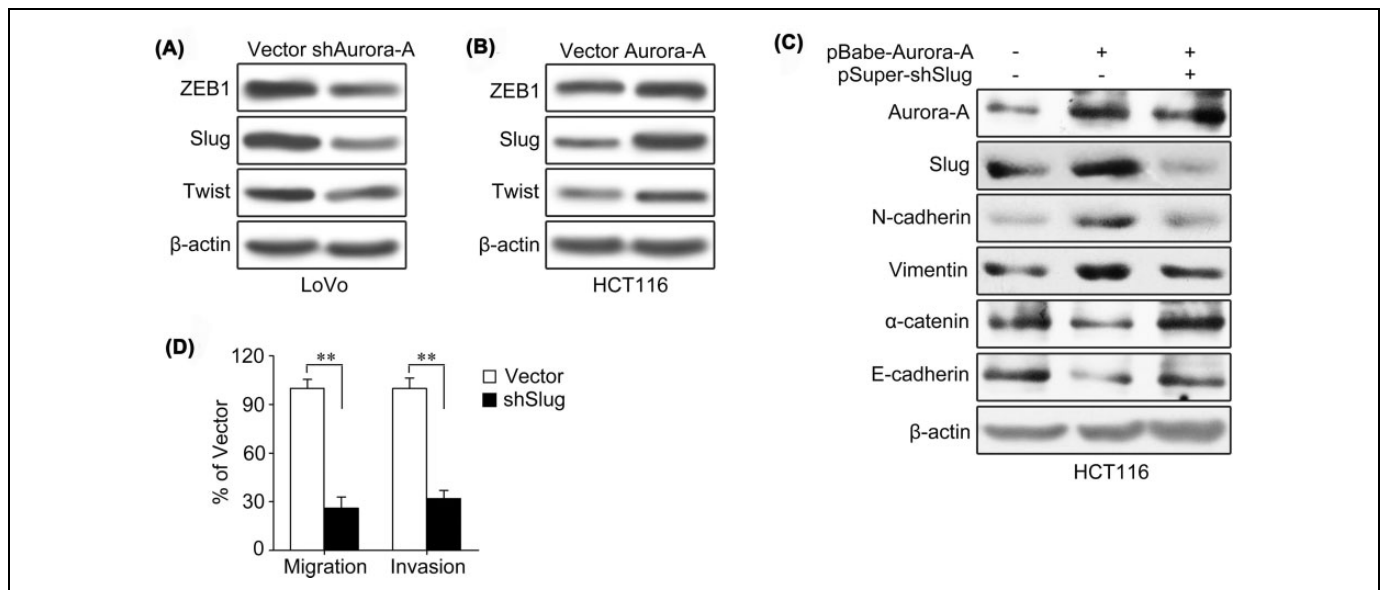 (A)
Vector shAurora-A
ZEB1
Slug
Twist
β-actin
LoVo
(B)
Vector Aurora-A
ZEB1
Slug
Twist
β-actin
HCT116
(C)
pBabe-Aurora-A - + +
pSuper-shSlug - - +
Aurora-A
Slug
N-cadherin
Vimentin
α-catenin
E-cadherin
β-actin
HCT116
(D)
% of Vector
120
90
60
30
0
** **
Vector
shSlug
Migration Invasion